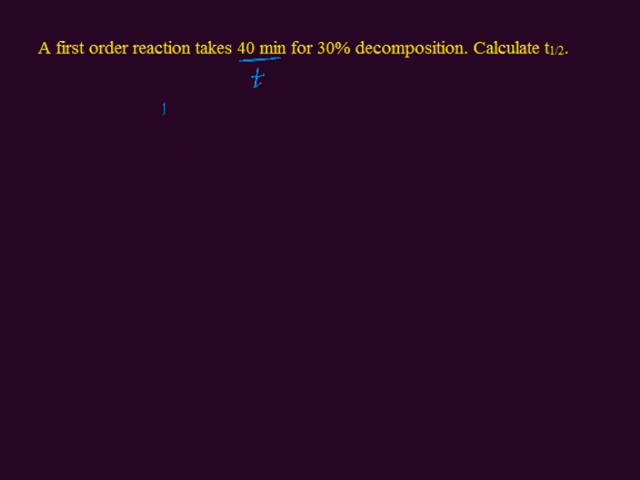 A first order reaction takes 40 min for 30% decomposition. Calculate t1/2.
t